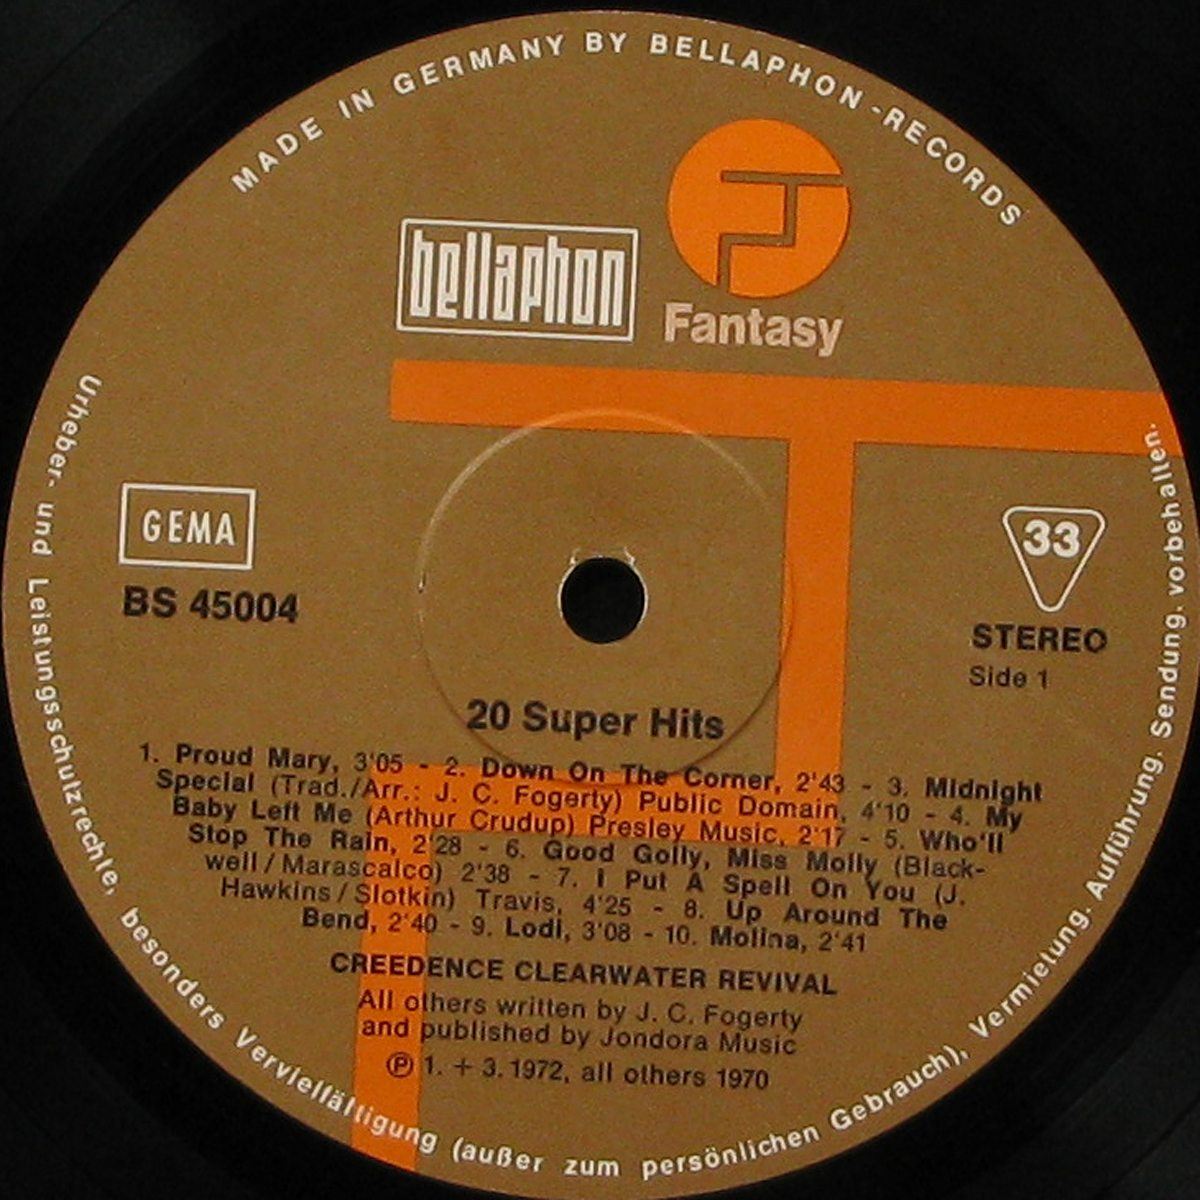 MADE IN GERMANY BY BELLAPHON-RECORDS
bellaphon
Fantasy
GEMA
BS 45004
33
STEREO
Side 1
20 Super Hits
1. Proud Mary, 3'05 - 2. Down On The Corner, 2'43 - 3. Midnight
Special (Trad./Arr.: J. C. Fogerty) Public Domain, 4'10 - 4. My
Baby Left Me (Arthur Crudup) Presley Music, 2'17 - 5. Who'll
Stop The Rain, 2'28 - 6. Good Golly, Miss Molly (Black-
well / Marascalco) 2'38 - 7. I Put A Spell On You (J.
Hawkins / Slotkin) Travis, 4'25 - 8. Up Around The
Bend, 2'40 - 9. Lodi, 3'08 - 10. Molina, 2'41
CREEDENCE CLEARWATER REVIVAL
All others written by J. C. Fogerty
and published by Jondora Music
Ⓟ 1. + 3. 1972, all others 1970
Urheber- und Leistungsschulzrechte, besonders Vervielfältigung (außer zum persönlichen Gebrauch), Vermietung. Aufführung. Sendung. vorbehallen.